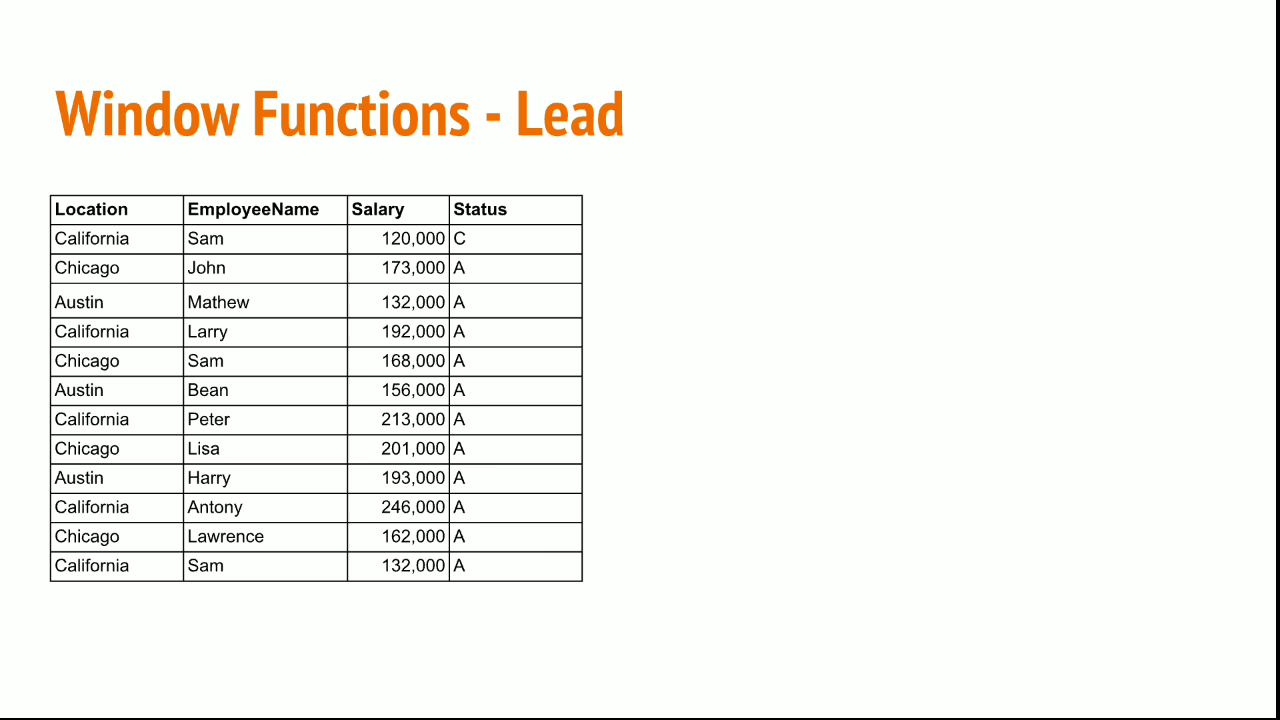 Window Functions - Lead
Location EmployeeName Salary Status
California Sam 120,000 C
Chicago John 173,000 A
Austin Mathew 132,000 A
California Larry 192,000 A
Chicago Sam 168,000 A
Austin Bean 156,000 A
California Peter 213,000 A
Chicago Lisa 201,000 A
Austin Harry 193,000 A
California Antony 246,000 A
Chicago Lawrence 162,000 A
California Sam 132,000 A